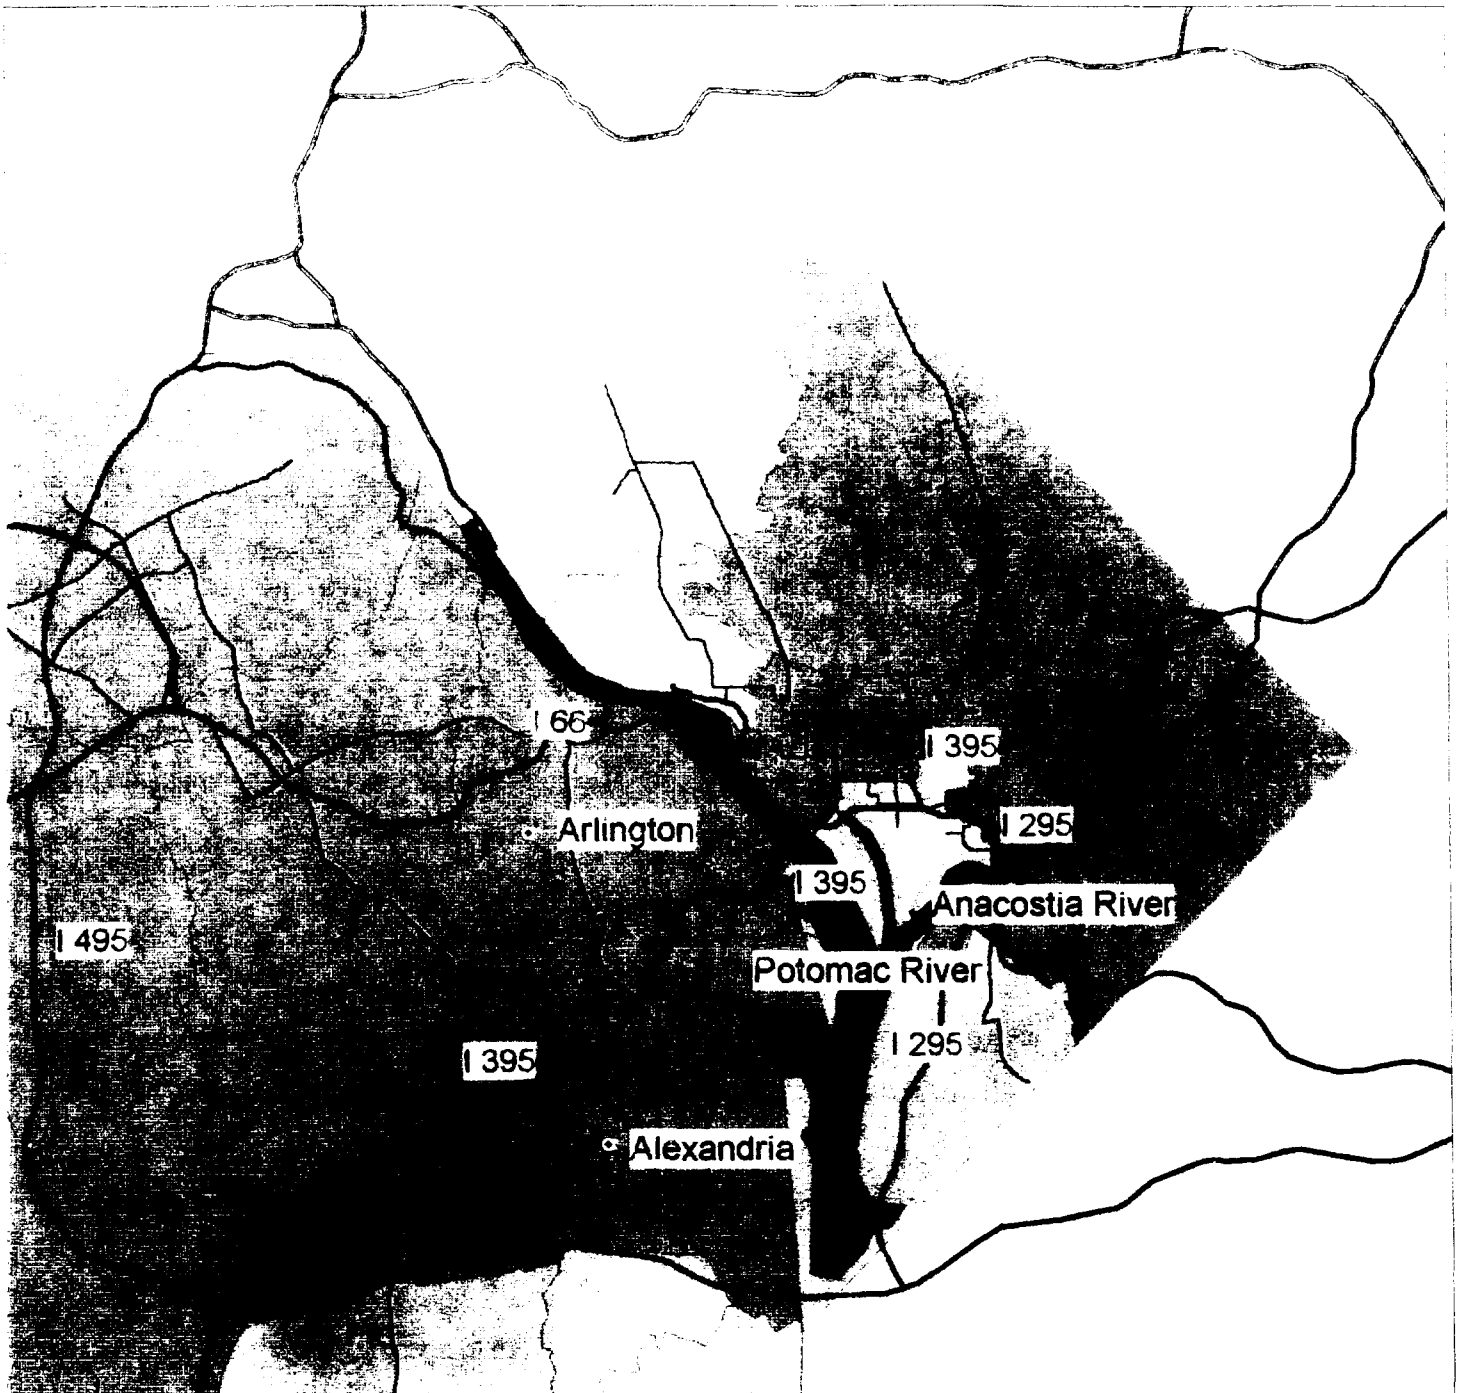 I 66
I 395
I 295
Arlington
I 395
Anacostia River
I 495
Potomac River
I 295
I 395
Alexandria